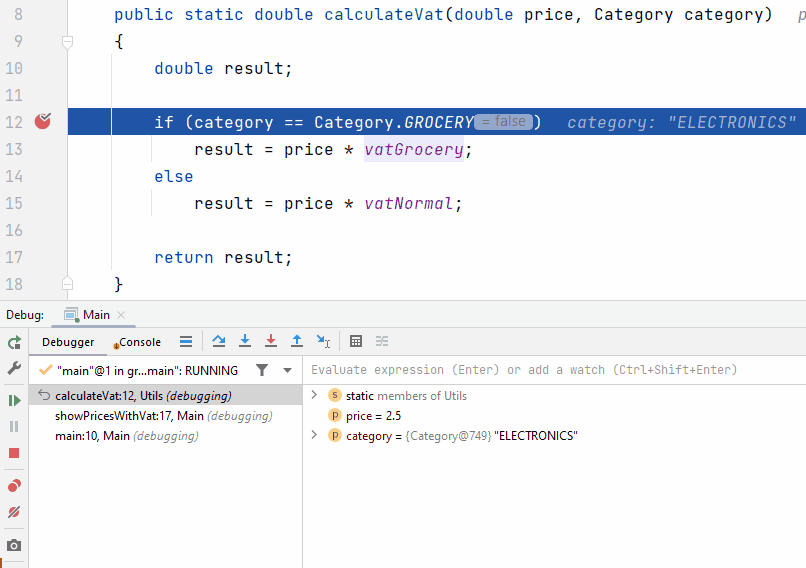 8 public static double calculateVat(double price, Category category) p
9 {
10 double result;
11
12 if (category == Category.GROCERY = false ) category: "ELECTRONICS"
13 result = price * vatGrocery;
14 else
15 result = price * vatNormal;
16
17 return result;
18 }
Debug: Main
Debugger Console
"main"@1 in gr...main": RUNNING Evaluate expression (Enter) or add a watch (Ctrl+Shift+Enter)
calculateVat:12, Utils (debugging) s static members of Utils
showPricesWithVat:17, Main (debugging) p price = 2.5
main:10, Main (debugging) p category = {Category@749} "ELECTRONICS"